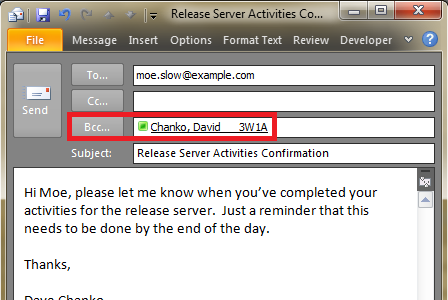 Release Server Activities Co...
File Message Insert Options Format Text Review Developer
To... moe.slow@example.com
Cc...
Send
Bcc... Chanko, David 3W1A
Subject: Release Server Activities Confirmation
Hi Moe, please let me know when you've completed your
activities for the release server. Just a reminder that this
needs to be done by the end of the day.
Thanks,
Dave Chanko